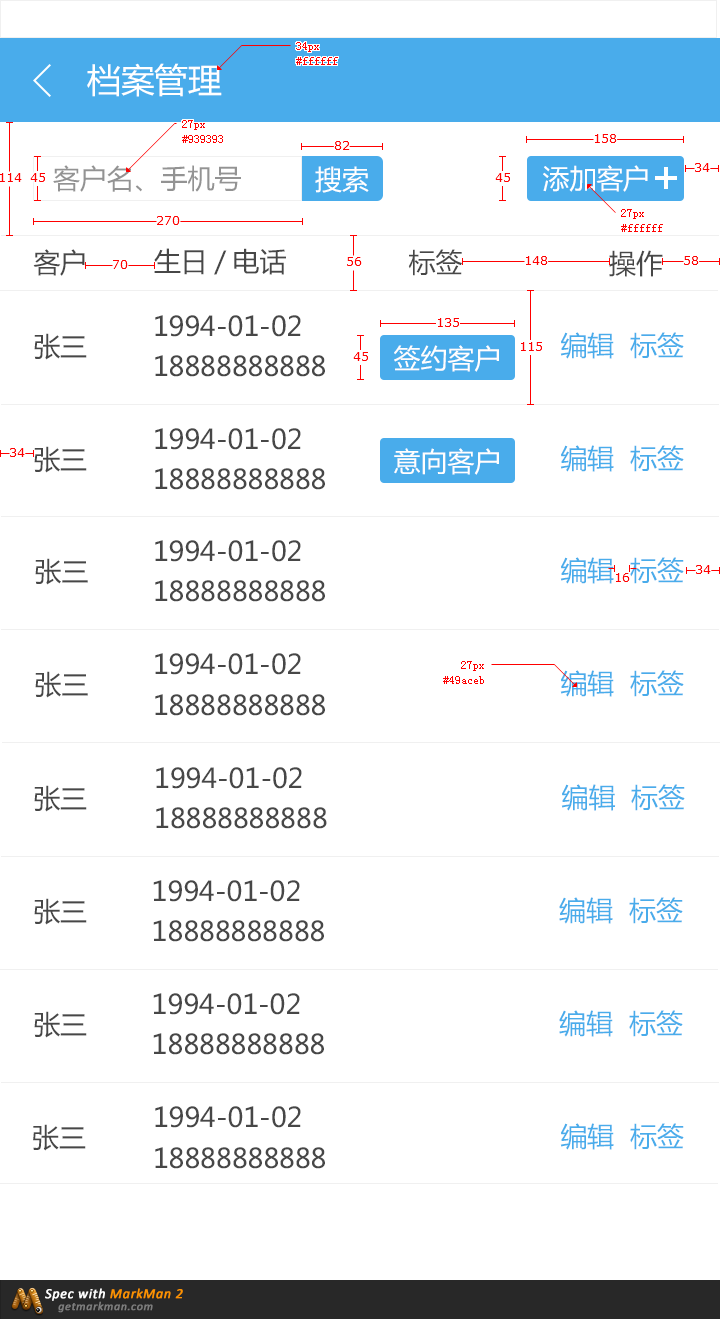 34px
#ffffff
档案管理
27px
#939393
82
158
114
45
客户名、手机号
搜索
45
添加客户+
34
270
27px
#ffffff
客户
70
生日 / 电话
56
标签
148
操作
58
135
张三
1994-01-02
18888888888
45
签约客户
115
编辑
标签
34
张三
1994-01-02
18888888888
意向客户
编辑
标签
张三
1994-01-02
18888888888
编辑
16
标签
34
张三
1994-01-02
18888888888
27px
#49aceb
编辑
标签
张三
1994-01-02
18888888888
编辑
标签
张三
1994-01-02
18888888888
编辑
标签
张三
1994-01-02
18888888888
编辑
标签
张三
1994-01-02
18888888888
编辑
标签
Spec with MarkMan 2
getmarkman.com